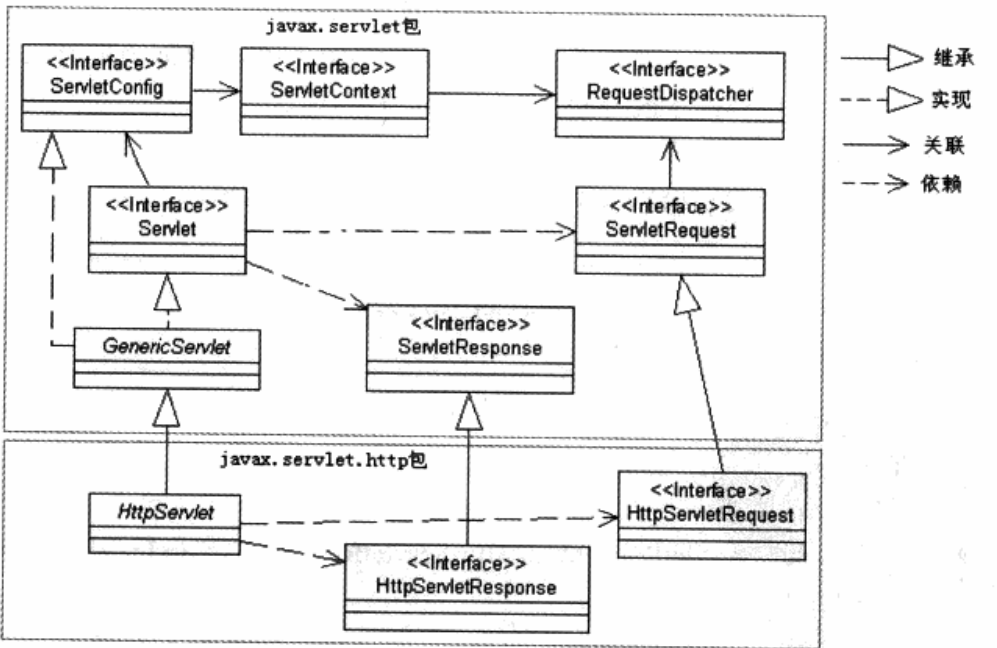 javax.servlet包
<<Interface>>
ServletConfig
<<Interface>>
ServletContext
<<Interface>>
RequestDispatcher
继承
实现
关联
依赖
<<Interface>>
Servlet
<<Interface>>
ServletRequest
<<Interface>>
ServletResponse
GenericServlet
javax.servlet.http包
HttpServlet
<<Interface>>
HttpServletRequest
<<Interface>>
HttpServletResponse